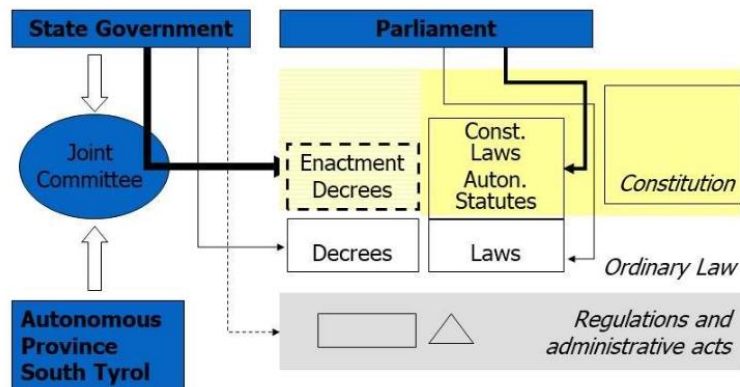 State Government
Parliament
Joint
Committee
Enactment
Decrees
Const.
Laws
Auton.
Statutes
Constitution
Decrees
Laws
Ordinary Law
Autonomous
Province
South Tyrol
Regulations and
administrative acts